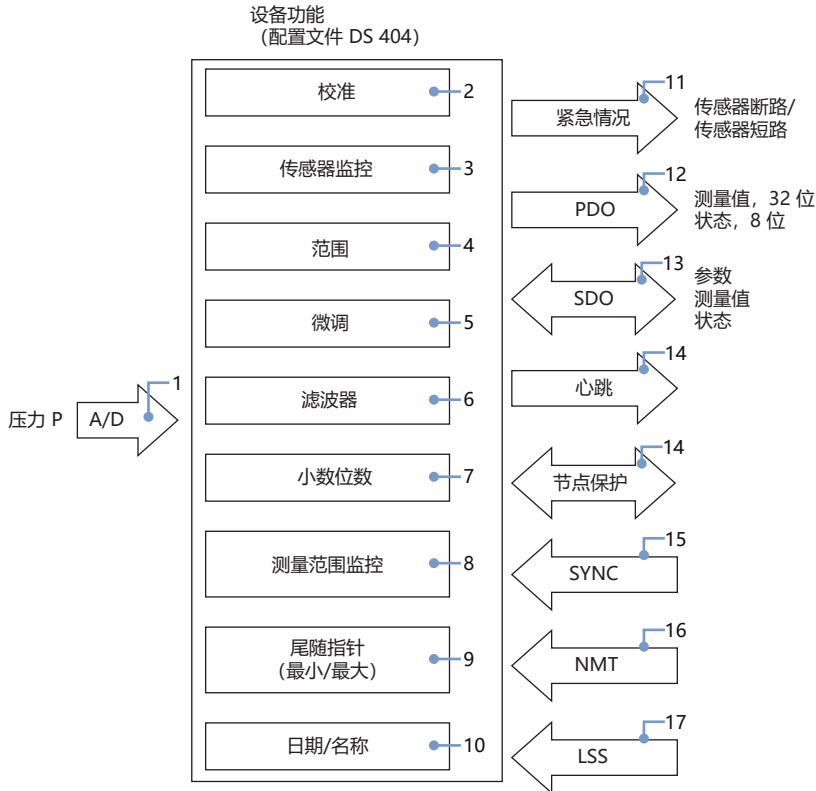 设备功能
（配置文件 DS 404）
校准
2
传感器监控
3
范围
4
微调
5
滤波器
6
小数位数
7
测量范围监控
8
尾随指针
（最小/最大）
9
日期/名称
10
压力 P
A/D
1
紧急情况
11
传感器断路/
传感器短路
PDO
12
测量值，32 位
状态，8 位
SDO
13
参数
测量值
状态
心跳
14
节点保护
14
SYNC
15
NMT
16
LSS
17